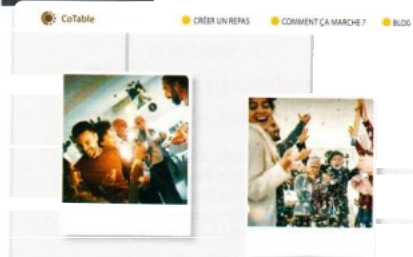 CoTable
CRÉER UN REPAS
COMMENT ÇA MARCHE ?
BLOG